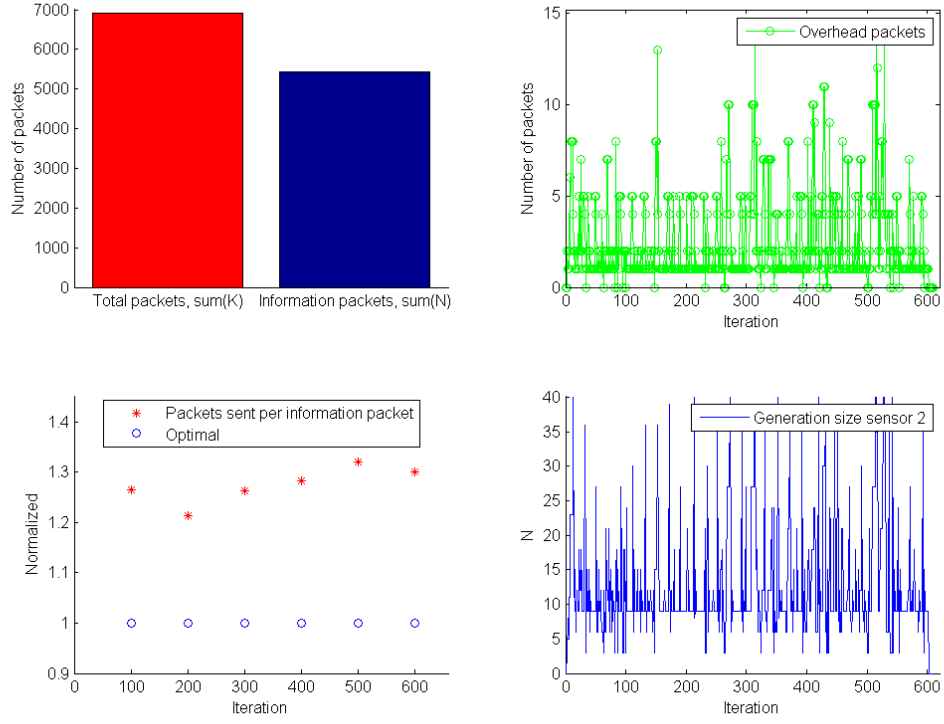 7000
6000
5000
4000
3000
2000
1000
0
Number of packets
Total packets, sum(K)
Information packets, sum(N)
15
10
5
0
Number of packets
Overhead packets
0 100 200 300 400 500 600
Iteration
1.4
1.3
1.2
1.1
1
0.9
Normalized
Packets sent per information packet
Optimal
0 100 200 300 400 500 600
Iteration
40
35
30
25
20
15
10
5
0
N
Generation size sensor 2
0 100 200 300 400 500 600
Iteration